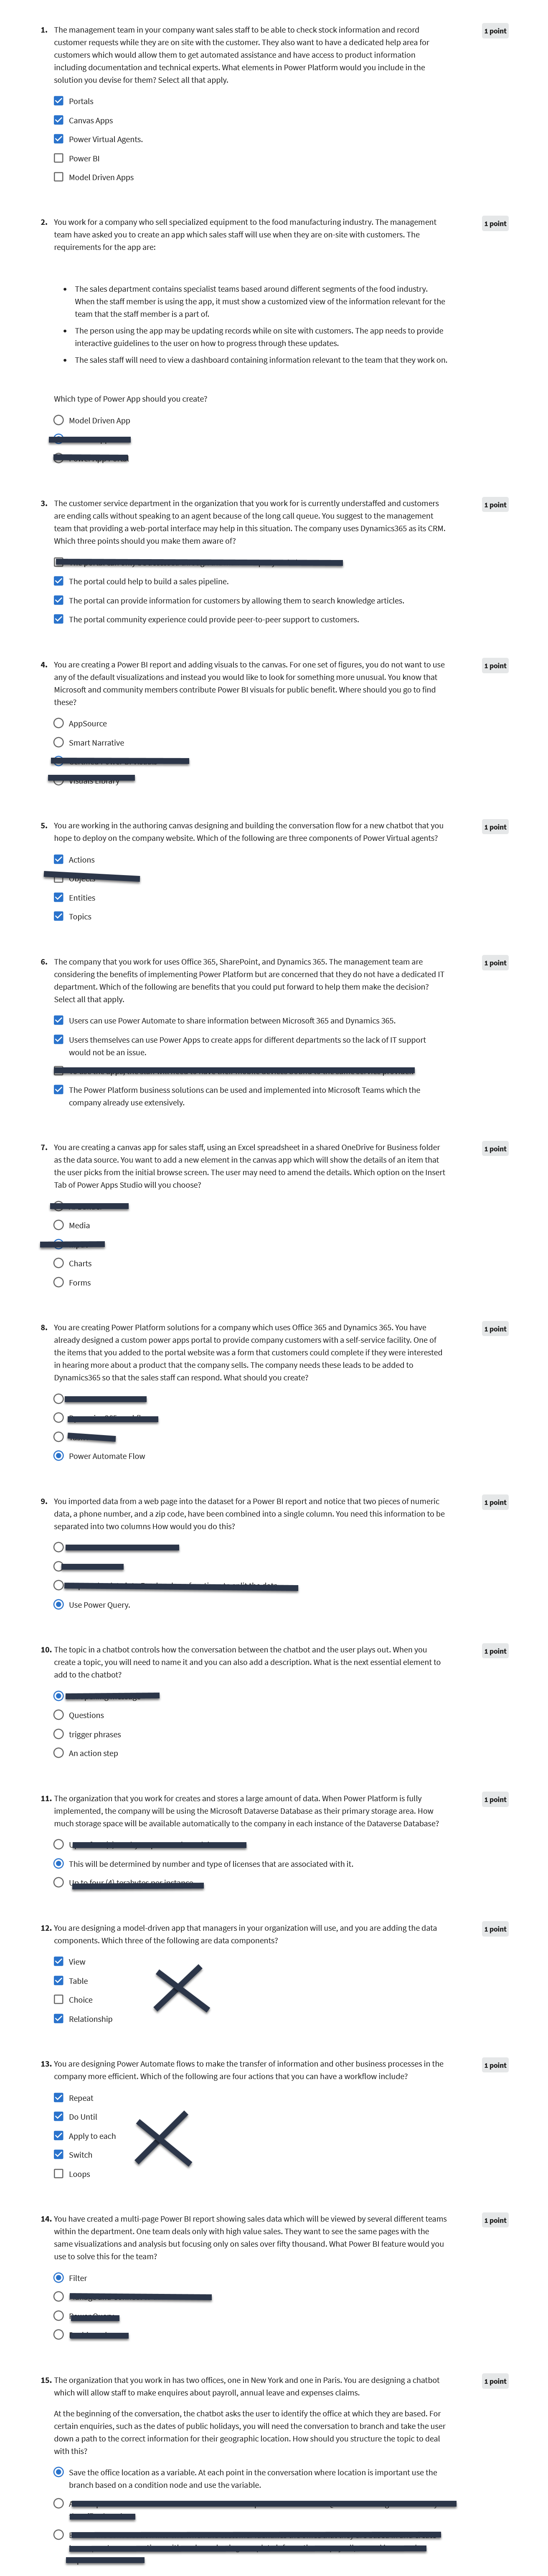 1. The management team in your company want sales staff to be able to check stock information and record
1 point
customer requests while they are on site with the customer. They also want to have a dedicated help area for
customers which would allow them to get automated assistance and have access to product information
including documentation and technical experts. What elements in Power Platform would you include in the
solution you devise for them? Select all that apply.
Portals
Canvas Apps
Power Virtual Agents.
Power BI
Model Driven Apps
2. You work for a company who sell specialized equipment to the food manufacturing industry. The management
1 point
team have asked you to create an app which sales staff will use when they are on-site with customers. The
requirements for the app are:
• The sales department contains specialist teams based around different segments of the food industry.
When the staff member is using the app, it must show a customized view of the information relevant for the
team that the staff member is a part of.
• The person using the app may be updating records while on site with customers. The app needs to provide
interactive guidelines to the user on how to progress through these updates.
• The sales staff will need to view a dashboard containing information relevant to the team that they work on.
Which type of Power App should you create?
Model Driven App
3. The customer service department in the organization that you work for is currently understaffed and customers
1 point
are ending calls without speaking to an agent because of the long call queue. You suggest to the management
team that providing a web-portal interface may help in this situation. The company uses Dynamics365 as its CRM.
Which three points should you make them aware of?
The portal could help to build a sales pipeline.
The portal can provide information for customers by allowing them to search knowledge articles.
The portal community experience could provide peer-to-peer support to customers.
4. You are creating a Power BI report and adding visuals to the canvas. For one set of figures, you do not want to use
1 point
any of the default visualizations and instead you would like to look for something more unusual. You know that
Microsoft and community members contribute Power BI visuals for public benefit. Where should you go to find
these?
AppSource
Smart Narrative
Visuals Library
5. You are working in the authoring canvas designing and building the conversation flow for a new chatbot that you
1 point
hope to deploy on the company website. Which of the following are three components of Power Virtual agents?
Actions
Objects
Entities
Topics
6. The company that you work for uses Office 365, SharePoint, and Dynamics 365. The management team are
1 point
considering the benefits of implementing Power Platform but are concerned that they do not have a dedicated IT
department. Which of the following are benefits that you could put forward to help them make the decision?
Select all that apply.
Users can use Power Automate to share information between Microsoft 365 and Dynamics 365.
Users themselves can use Power Apps to create apps for different departments so the lack of IT support
would not be an issue.
The Power Platform business solutions can be used and implemented into Microsoft Teams which the
company already use extensively.
7. You are creating a canvas app for sales staff, using an Excel spreadsheet in a shared OneDrive for Business folder
1 point
as the data source. You want to add a new element in the canvas app which will show the details of an item that
the user picks from the initial browse screen. The user may need to amend the details. Which option on the Insert
Tab of Power Apps Studio will you choose?
Media
Charts
Forms
8. You are creating Power Platform solutions for a company which uses Office 365 and Dynamics 365. You have
1 point
already designed a custom power apps portal to provide company customers with a self-service facility. One of
the items that you added to the portal website was a form that customers could complete if they were interested
in hearing more about a product that the company sells. The company needs these leads to be added to
Dynamics365 so that the sales staff can respond. What should you create?
Power Automate Flow
9. You imported data from a web page into the dataset for a Power BI report and notice that two pieces of numeric
1 point
data, a phone number, and a zip code, have been combined into a single column. You need this information to be
separated into two columns How would you do this?
Use Power Query.
10. The topic in a chatbot controls how the conversation between the chatbot and the user plays out. When you
1 point
create a topic, you will need to name it and you can also add a description. What is the next essential element to
add to the chatbot?
Questions
trigger phrases
An action step
11. The organization that you work for creates and stores a large amount of data. When Power Platform is fully
1 point
implemented, the company will be using the Microsoft Dataverse Database as their primary storage area. How
much storage space will be available automatically to the company in each instance of the Dataverse Database?
This will be determined by number and type of licenses that are associated with it.
Up to four (4) terabytes per instance
12. You are designing a model-driven app that managers in your organization will use, and you are adding the data
1 point
components. Which three of the following are data components?
View
Table
Choice
Relationship
13. You are designing Power Automate flows to make the transfer of information and other business processes in the
1 point
company more efficient. Which of the following are four actions that you can have a workflow include?
Repeat
Do Until
Apply to each
Switch
Loops
14. You have created a multi-page Power BI report showing sales data which will be viewed by several different teams
1 point
within the department. One team deals only with high value sales. They want to see the same pages with the
same visualizations and analysis but focusing only on sales over fifty thousand. What Power BI feature would you
use to solve this for the team?
Filter
15. The organization that you work in has two offices, one in New York and one in Paris. You are designing a chatbot
1 point
which will allow staff to make enquires about payroll, annual leave and expenses claims.
At the beginning of the conversation, the chatbot asks the user to identify the office at which they are based. For
certain enquiries, such as the dates of public holidays, you will need the conversation to branch and take the user
down a path to the correct information for their geographic location. How should you structure the topic to deal
with this?
Save the office location as a variable. At each point in the conversation where location is important use the
branch based on a condition node and use the variable.